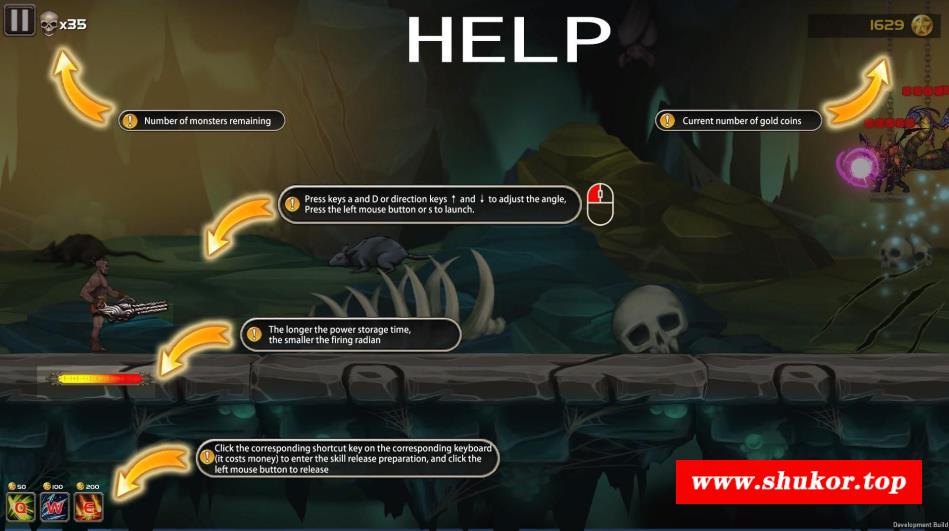 x35
HELP
1629
Number of monsters remaining
Current number of gold coins
Press keys a and D or direction keys ↑ and ↓ to adjust the angle,
Press the left mouse button or s to launch.
The longer the power storage time,
the smaller the firing radian
Click the corresponding shortcut key on the corresponding keyboard
(it costs money) to enter the skill release preparation, and click the
left mouse button to release
www.shukor.top
50 100 200
Q W E
Development Build